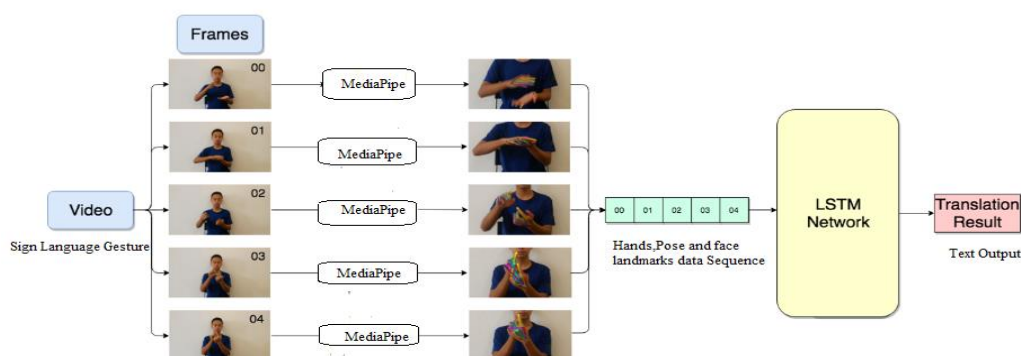 Frames
00
MediaPipe
01
MediaPipe
02
MediaPipe
03
MediaPipe
04
MediaPipe
Video
Sign Language Gesture
00 01 02 03 04
Hands,Pose and face
landmarks data Sequence
LSTM
Network
Translation
Result
Text Output